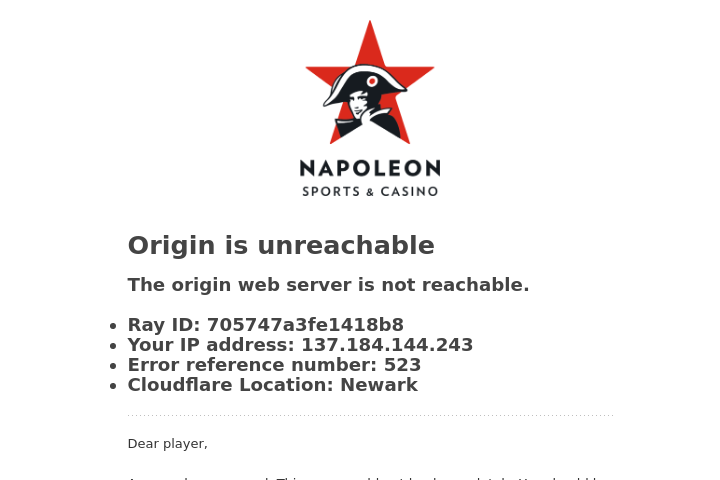 NAPOLEON
SPORTS & CASINO
Origin is unreachable
The origin web server is not reachable.
Ray ID: 705747a3fe1418b8
Your IP address: 137.184.144.243
Error reference number: 523
Cloudflare Location: Newark
Dear player,